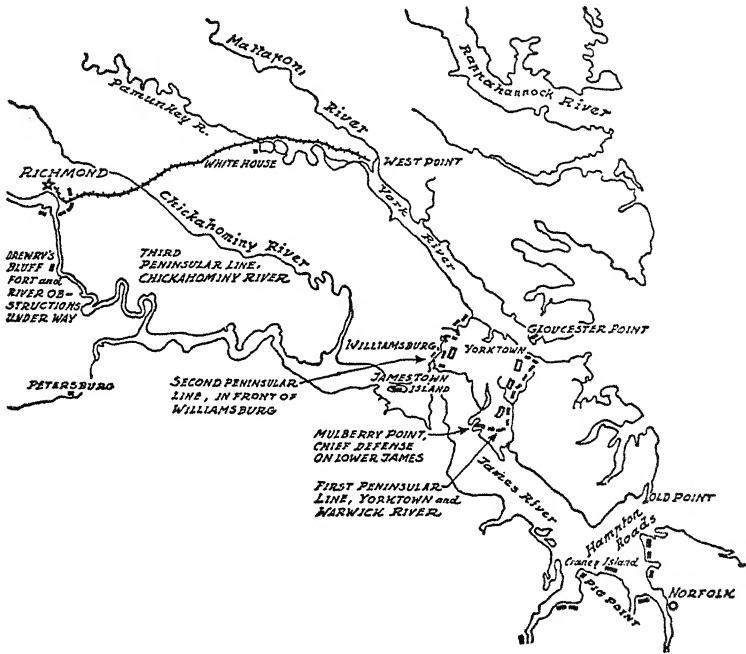 Mattaponi
River
Rappahannock River
Pamunkey R.
WHITE HOUSE
WEST POINT
RICHMOND
York
River
Chickahominy River
DREWRY'S
BLUFF
FORT and
RIVER OB-
STRUCTIONS
UNDER WAY
THIRD
PENINSULAR LINE,
CHICKAHOMINY RIVER
GLOUCESTER POINT
WILLIAMSBURG
YORKTOWN
PETERSBURG
SECOND PENINSULAR
LINE, IN FRONT OF
WILLIAMSBURG
JAMESTOWN
ISLAND
MULBERRY POINT,
CHIEF DEFENSE
ON LOWER JAMES
FIRST PENINSULAR
LINE, YORKTOWN and
WARWICK RIVER
James River
OLD POINT
Hampton
Roads
Craney Island
PIG POINT
NORFOLK